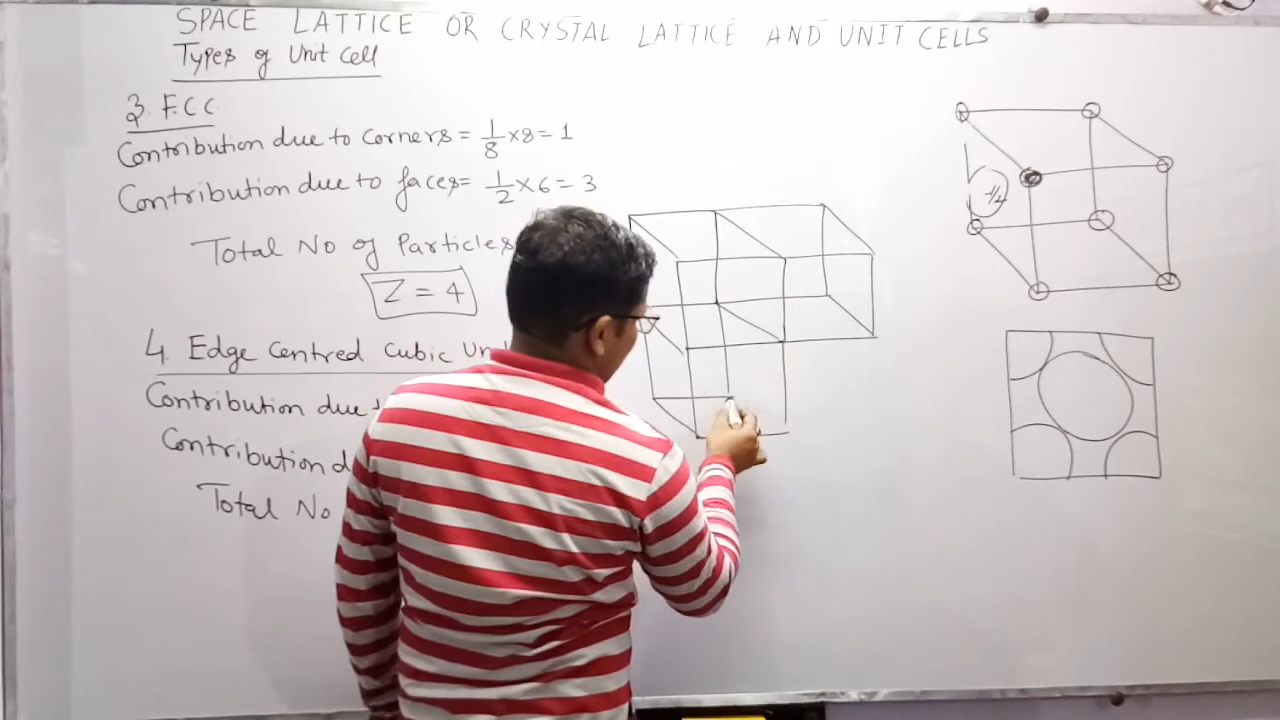 SPACE LATTICE OR CRYSTAL LATTICE AND UNIT CELLS
Types of Unit Cell
3. F.C.C
Contribution due to corners = 1/8 × 8 = 1
Contribution due to faces = 1/2 × 6 = 3
Total No of Particles
Z = 4
4. Edge Centred Cubic
Contribution due
Contribution
Total No
1/2